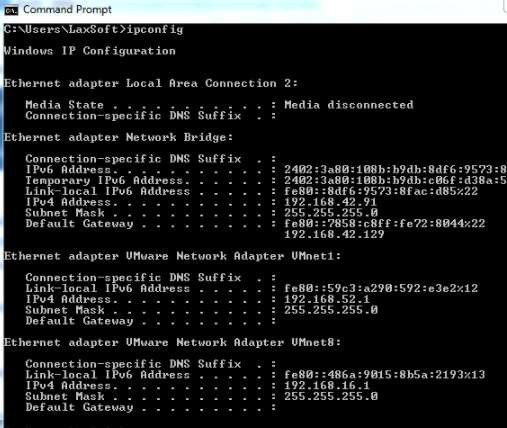 Command Prompt
C:\Users\LaxSoft>ipconfig
Windows IP Configuration
Ethernet adapter Local Area Connection 2:
Media State . . . . . . . . . . . : Media disconnected
Connection-specific DNS Suffix . :
Ethernet adapter Network Bridge:
Connection-specific DNS Suffix . :
IPv6 Address. . . . . . . . . . . : 2402:3a80:108b:b9db:8df6:9573:8
Temporary IPv6 Address. . . . . . : 2402:3a80:108b:b9db:c06f:d38a:5
Link-local IPv6 Address . . . . . : fe80::8df6:9573:8fac:d85%22
IPv4 Address. . . . . . . . . . . : 192.168.42.91
Subnet Mask . . . . . . . . . . . : 255.255.255.0
Default Gateway . . . . . . . . . : fe80::7858:c8ff:fe72:8044%22
192.168.42.129
Ethernet adapter VMware Network Adapter VMnet1:
Connection-specific DNS Suffix . :
Link-local IPv6 Address . . . . . : fe80::59c3:a290:592:e3e2%12
IPv4 Address. . . . . . . . . . . : 192.168.52.1
Subnet Mask . . . . . . . . . . . : 255.255.255.0
Default Gateway . . . . . . . . . :
Ethernet adapter VMware Network Adapter VMnet8:
Connection-specific DNS Suffix . :
Link-local IPv6 Address . . . . . : fe80::486a:9015:8b5a:2193%13
IPv4 Address. . . . . . . . . . . : 192.168.16.1
Subnet Mask . . . . . . . . . . . : 255.255.255.0
Default Gateway . . . . . . . . . :